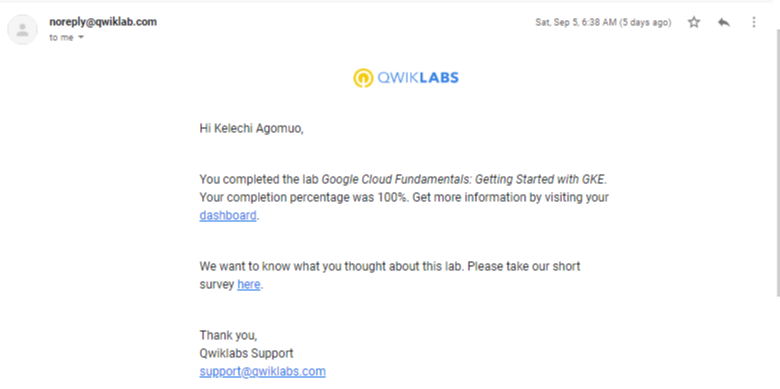 noreply@qwiklab.com
Sat, Sep 5, 6:38 AM (5 days ago)
to me
QWIKLABS
Hi Kelechi Agomuo,
You completed the lab Google Cloud Fundamentals: Getting Started with GKE.
Your completion percentage was 100%. Get more information by visiting your
dashboard.
We want to know what you thought about this lab. Please take our short
survey here.
Thank you,
Qwiklabs Support
support@qwiklabs.com